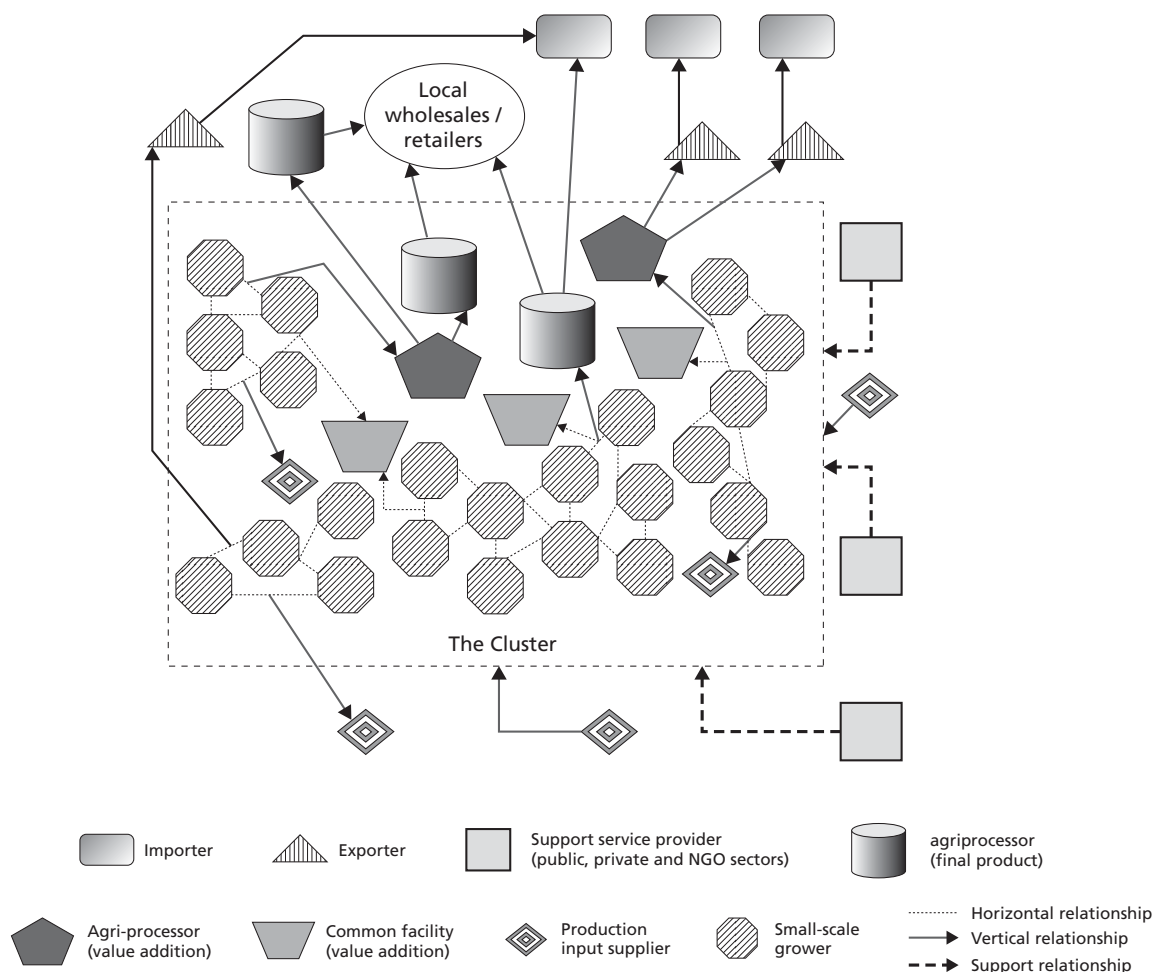 Local
wholesales /
retailers
The Cluster
Importer
Exporter
Support service provider
(public, private and NGO sectors)
agriprocessor
(final product)
Agri-processor
(value addition)
Common facility
(value addition)
Production
input supplier
Small-scale
grower
Horizontal relationship
Vertical relationship
Support relationship